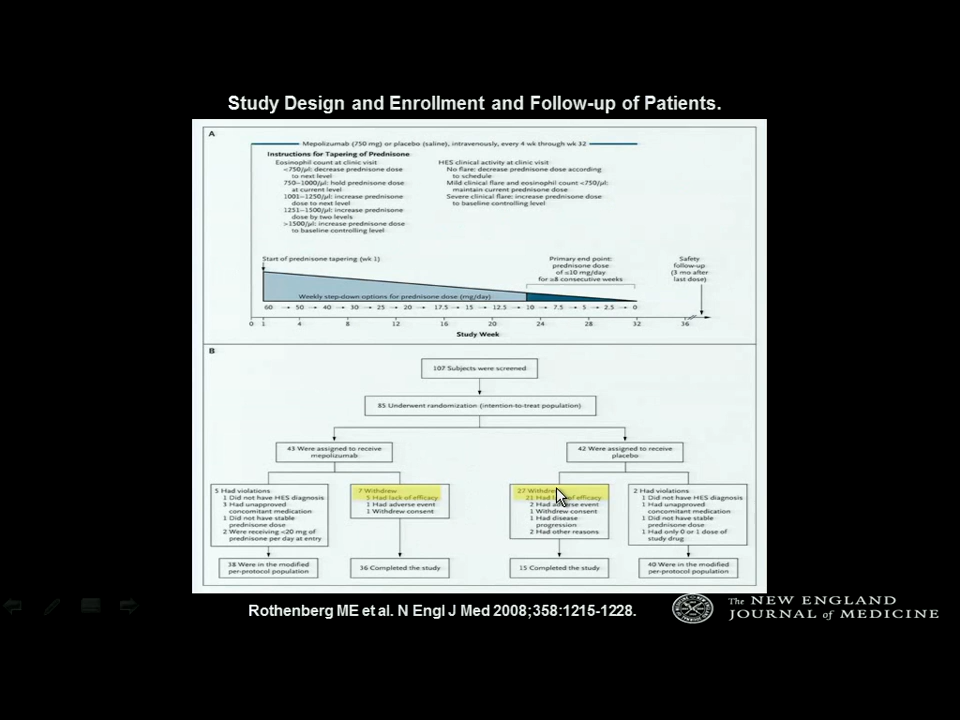 Study Design and Enrollment and Follow-up of Patients.
A
Mepolizumab (750 mg) or placebo (saline), intravenously, every 4 wk through wk 32
Instructions for Tapering of Prednisone
Eosinophil count at clinic visit
<750/µl: decrease prednisone dose
to next level
750–1000/µl: hold prednisone dose
at current level
1001–1250/µl: increase prednisone
dose to next level
1251–1500/µl: increase prednisone
dose by two levels
>1500/µl: increase prednisone dose
to baseline controlling level
HES clinical activity at clinic visit
No flare: decrease prednisone dose according
to schedule
Mild clinical flare and eosinophil count <750/µl:
maintain current prednisone dose
Severe clinical flare: increase prednisone dose
to baseline controlling level
Start of prednisone tapering (wk 1)
Primary end point:
prednisone dose
of ≤10 mg/day
for ≥8 consecutive weeks
Safety
follow-up
(3 mo after
last dose)
Weekly step-down options for prednisone dose (mg/day)
60 → 50 → 40 → 30 → 25 → 20 → 17.5 → 15 → 12.5 → 10 → 7.5 → 5 → 2.5 → 0
0 1 4 8 12 16 20 24 28 32 36
Study Week
B
107 Subjects were screened
85 Underwent randomization (intention-to-treat population)
43 Were assigned to receive
mepolizumab
42 Were assigned to receive
placebo
5 Had violations
1 Did not have HES diagnosis
3 Had unapproved
concomitant medication
1 Did not have stable
prednisone dose
2 Were receiving <20 mg of
prednisone per day at entry
7 Withdrew
5 Had lack of efficacy
1 Had adverse event
1 Withdrew consent
27 Withdrew
21 Had lack of efficacy
2 Had adverse event
1 Withdrew consent
1 Had disease
progression
2 Had other reasons
2 Had violations
1 Did not have HES diagnosis
1 Had unapproved
concomitant medication
1 Did not have stable
prednisone dose
1 Had only 0 or 1 dose of
study drug
38 Were in the modified
per-protocol population
36 Completed the study
15 Completed the study
40 Were in the modified
per-protocol population
Rothenberg ME et al. N Engl J Med 2008;358:1215-1228.
The NEW ENGLAND
JOURNAL of MEDICINE